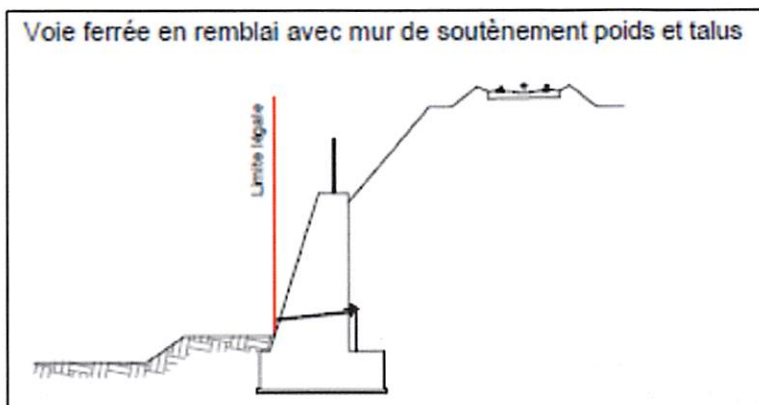 Voie ferrée en remblai avec mur de soutènement poids et talus
Limite légale